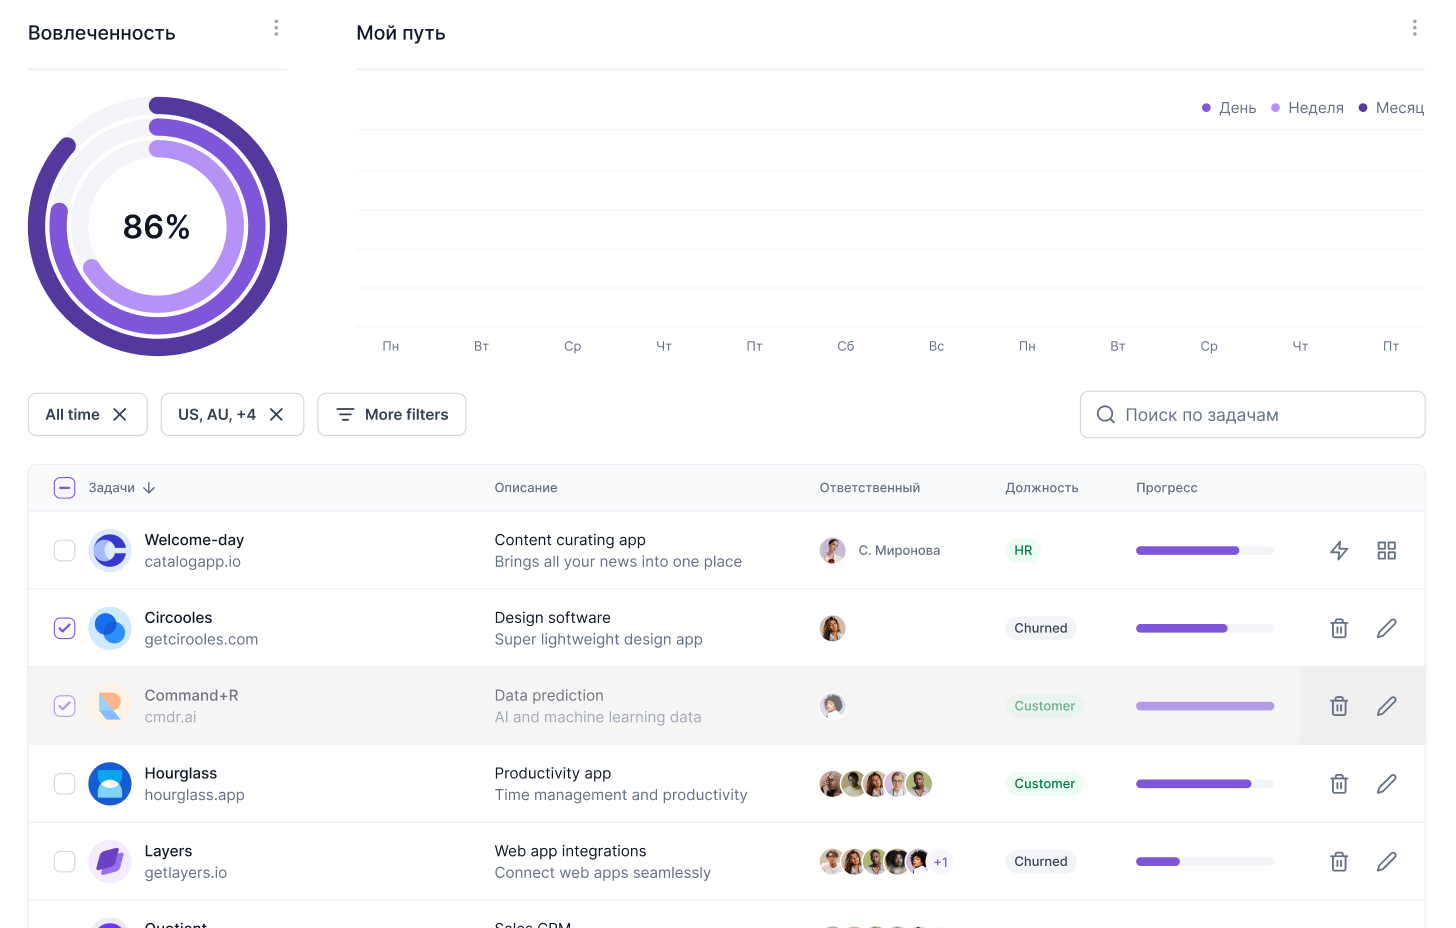 Вовлеченность
Мой путь
День Неделя Месяц
86%
Пн Вт Ср Чт Пт Сб Вс Пн Вт Ср Чт Пт
All time US, AU, +4 More filters Поиск по задачам
Задачи Описание Ответственный Должность Прогресс
Welcome-day
catalogapp.io
Content curating app
Brings all your news into one place
С. Миронова
HR
Circooles
getcirooles.com
Design software
Super lightweight design app
Churned
Command+R
cmdr.ai
Data prediction
AI and machine learning data
Customer
Hourglass
hourglass.app
Productivity app
Time management and productivity
Customer
Layers
getlayers.io
Web app integrations
Connect web apps seamlessly
+1
Churned
Quotient
Sales CRM